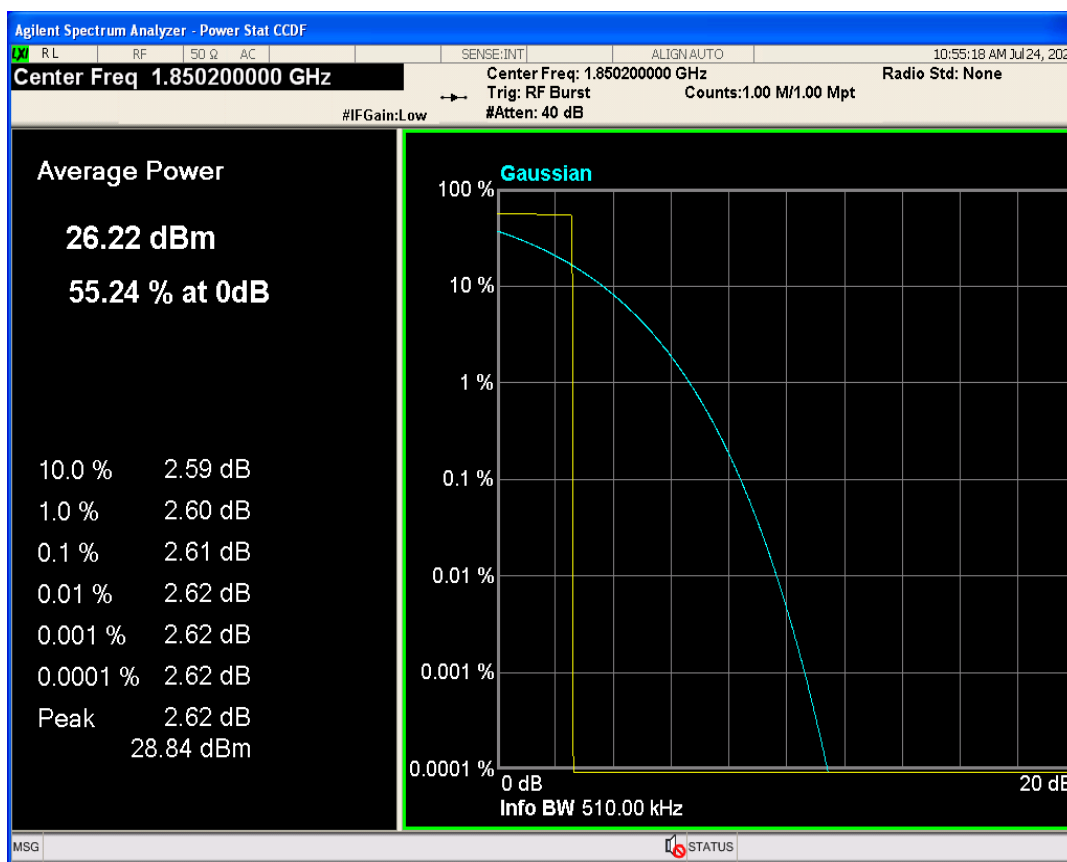 Agilent Spectrum Analyzer - Power Stat CCDF
LXI RL RF 50 Ω AC SENSE:INT ALIGN AUTO 10:55:18 AM Jul 24, 202
Center Freq 1.850200000 GHz
Center Freq: 1.850200000 GHz Radio Std: None
Trig: RF Burst Counts:1.00 M/1.00 Mpt
#IFGain:Low #Atten: 40 dB
Average Power
26.22 dBm
55.24 % at 0dB
10.0 % 2.59 dB
1.0 % 2.60 dB
0.1 % 2.61 dB
0.01 % 2.62 dB
0.001 % 2.62 dB
0.0001 % 2.62 dB
Peak 2.62 dB
28.84 dBm
Gaussian
100 %
10 %
1 %
0.1 %
0.01 %
0.001 %
0.0001 %
0 dB 20 dB
Info BW 510.00 kHz
MSG STATUS